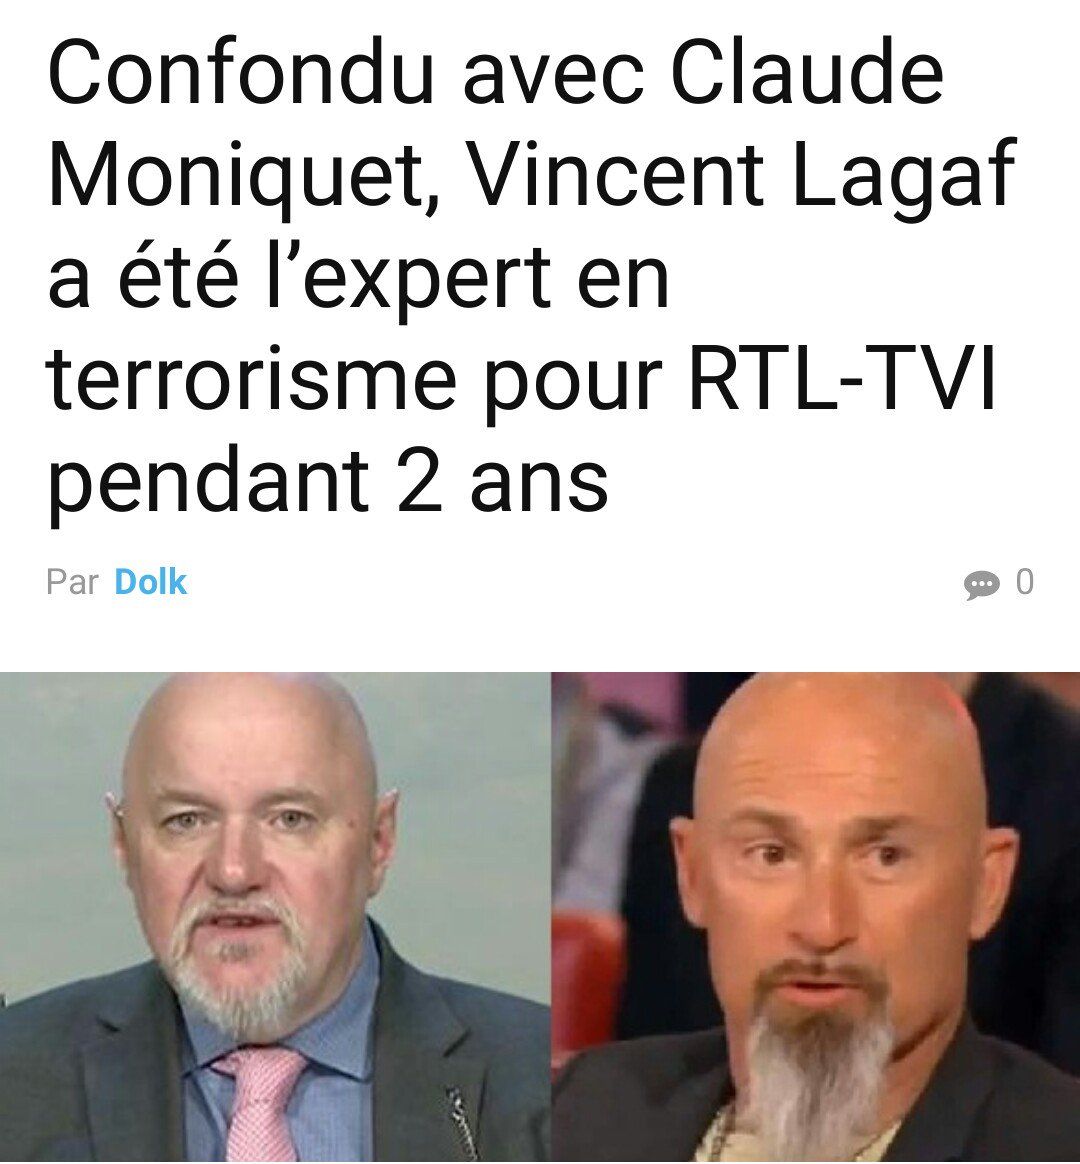 Confondu avec Claude
Moniquet, Vincent Lagaf
a été l’expert en
terrorisme pour RTL-TVI
pendant 2 ans
Par Dolk
0